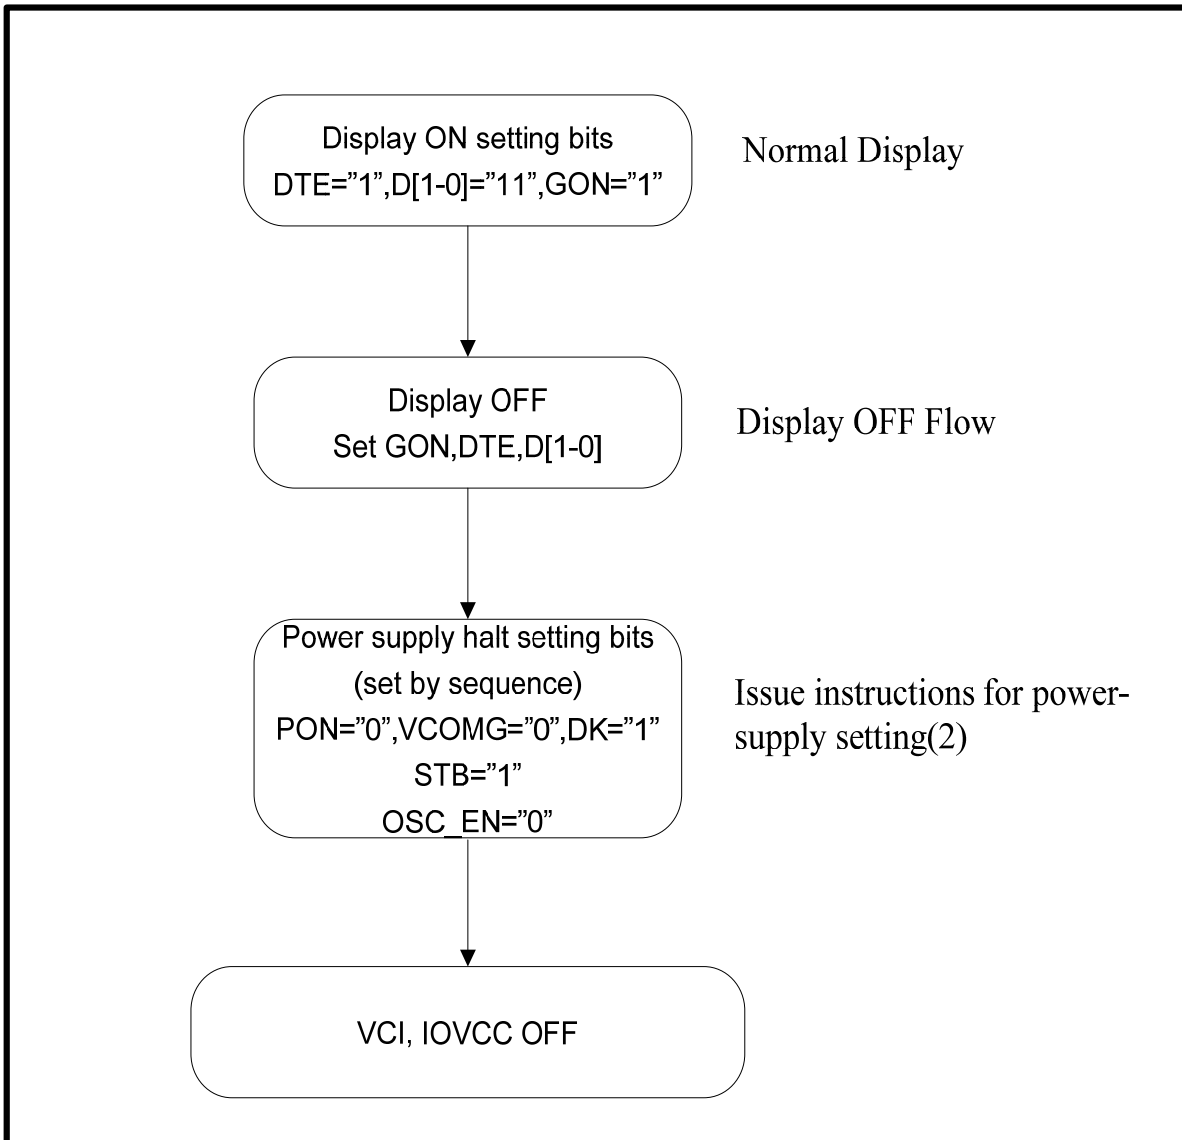 Display ON setting bits
DTE=”1”,D[1-0]=”11”,GON=”1”
Normal Display
Display OFF
Set GON,DTE,D[1-0]
Display OFF Flow
Power supply halt setting bits
(set by sequence)
PON=”0”,VCOMG=”0”,DK=”1”
STB=”1”
OSC_EN=”0”
Issue instructions for power-
supply setting(2)
VCI, IOVCC OFF